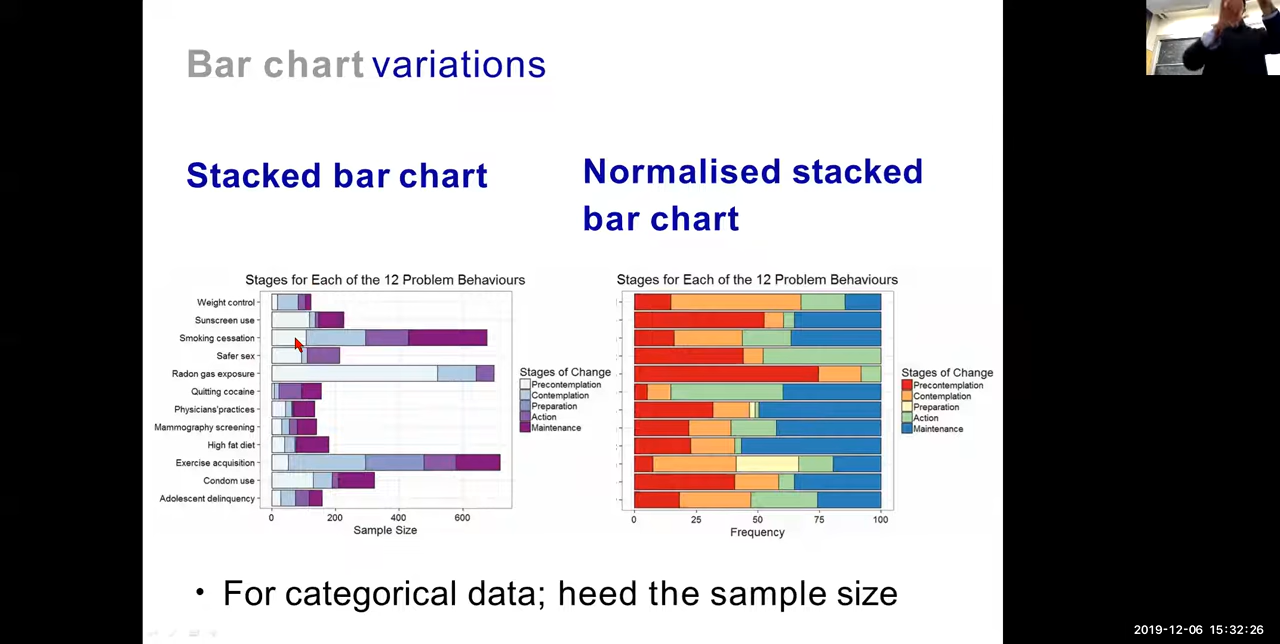 Bar chart variations
Stacked bar chart
Normalised stacked
bar chart
Stages for Each of the 12 Problem Behaviours
Weight control
Sunscreen use
Smoking cessation
Safer sex
Radon gas exposure
Quitting cocaine
Physicians'practices
Mammography screening
High fat diet
Exercise acquisition
Condom use
Adolescent delinquency
0 200 400 600
Sample Size
Stages of Change
Precontemplation
Contemplation
Preparation
Action
Maintenance
Stages for Each of the 12 Problem Behaviours
0 25 50 75 100
Frequency
Stages of Change
Precontemplation
Contemplation
Preparation
Action
Maintenance
• For categorical data; heed the sample size
2019-12-06 15:32:26